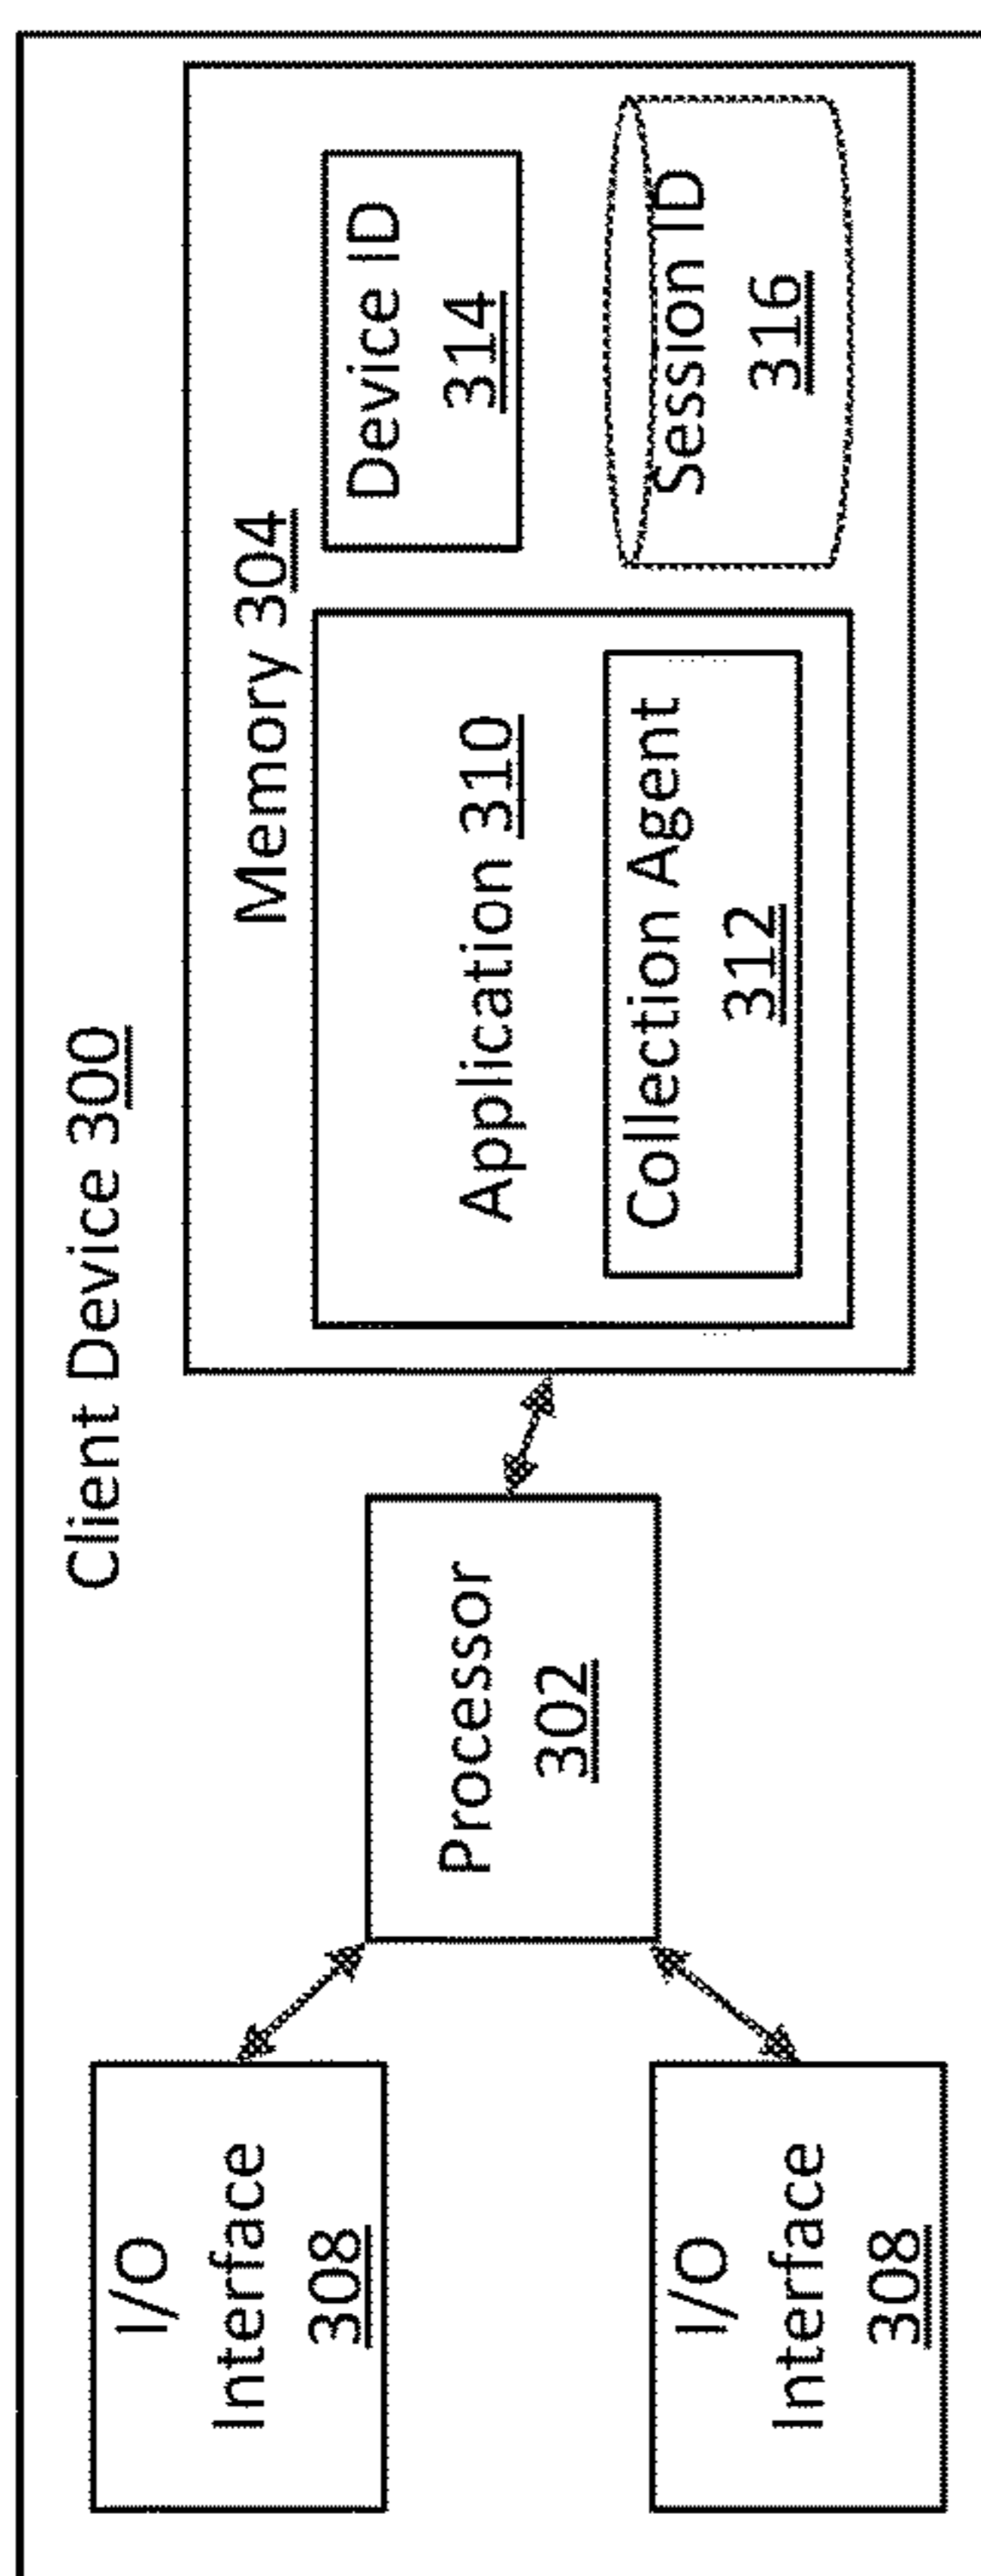 Client Device 300
I/O
Interface
308
I/O
Interface
308
Processor
302
Memory 304
Application 310
Collection Agent
312
Device ID
314
Session ID
316